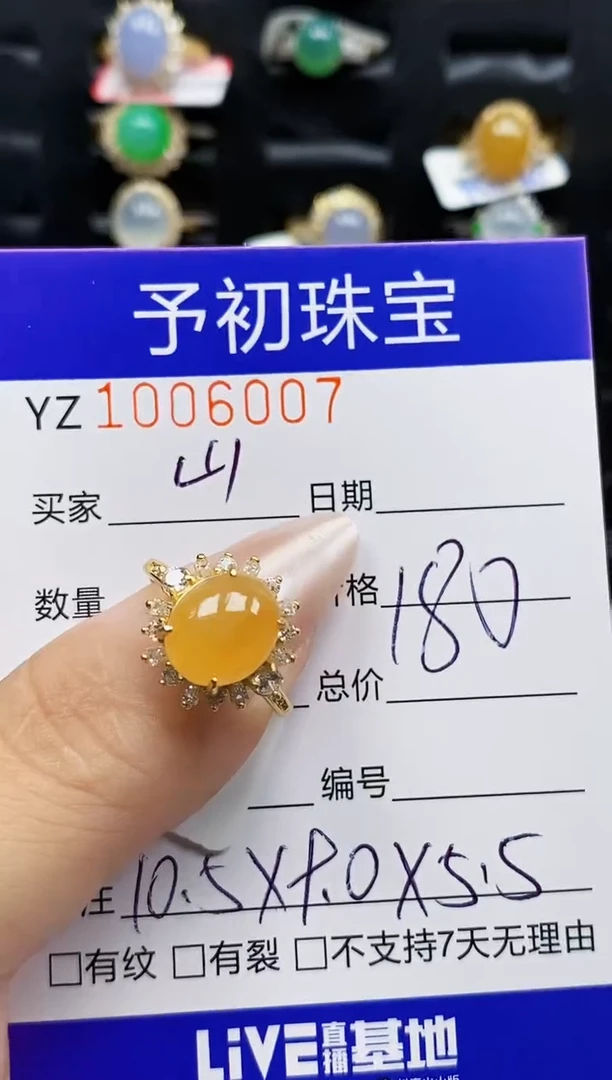 予初珠宝
YZ 1006007
买家 山 日期
数量 格 180
总价
编号
注 10.5X9.0X5.5
□有纹 □有裂 □不支持7天无理由
LiVE直播基地